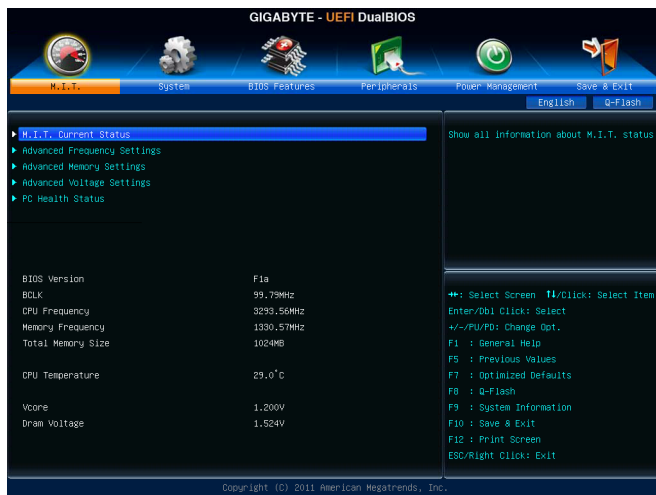 GIGABYTE - UEFI DualBIOS
M.I.T.
System
BIOS Features
Peripherals
Power Management
Save & Exit
English
Q-Flash
M.I.T. Current Status
Advanced Frequency Settings
Advanced Memory Settings
Advanced Voltage Settings
PC Health Status
Show all information about M.I.T. status
BIOS Version F1a
BCLK 99.79MHz
CPU Frequency 3293.56MHz
Memory Frequency 1330.57MHz
Total Memory Size 1024MB
CPU Temperature 29.0°C
Vcore 1.200V
Dram Voltage 1.524V
→←: Select Screen ↑↓/Click: Select Item
Enter/Dbl Click: Select
+/-/PU/PD: Change Opt.
F1 : General Help
F5 : Previous Values
F7 : Optimized Defaults
F8 : Q-Flash
F9 : System Information
F10 : Save & Exit
F12 : Print Screen
ESC/Right Click: Exit
Copyright (C) 2011 American Megatrends, Inc.